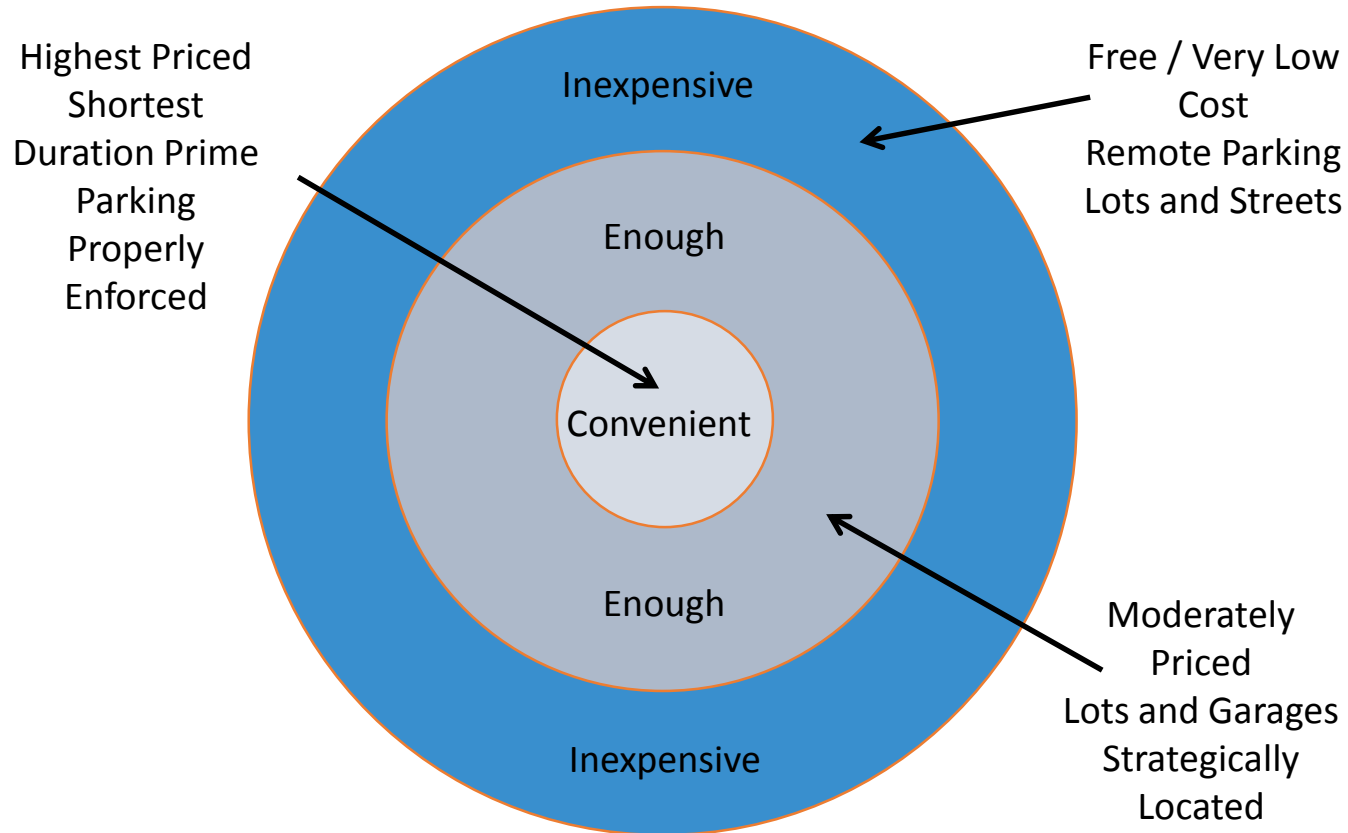 Highest Priced
Shortest
Duration Prime
Parking
Properly
Enforced
Inexpensive
Free / Very Low
Cost
Remote Parking
Lots and Streets
Enough
Convenient
Enough
Inexpensive
Moderately
Priced
Lots and Garages
Strategically
Located